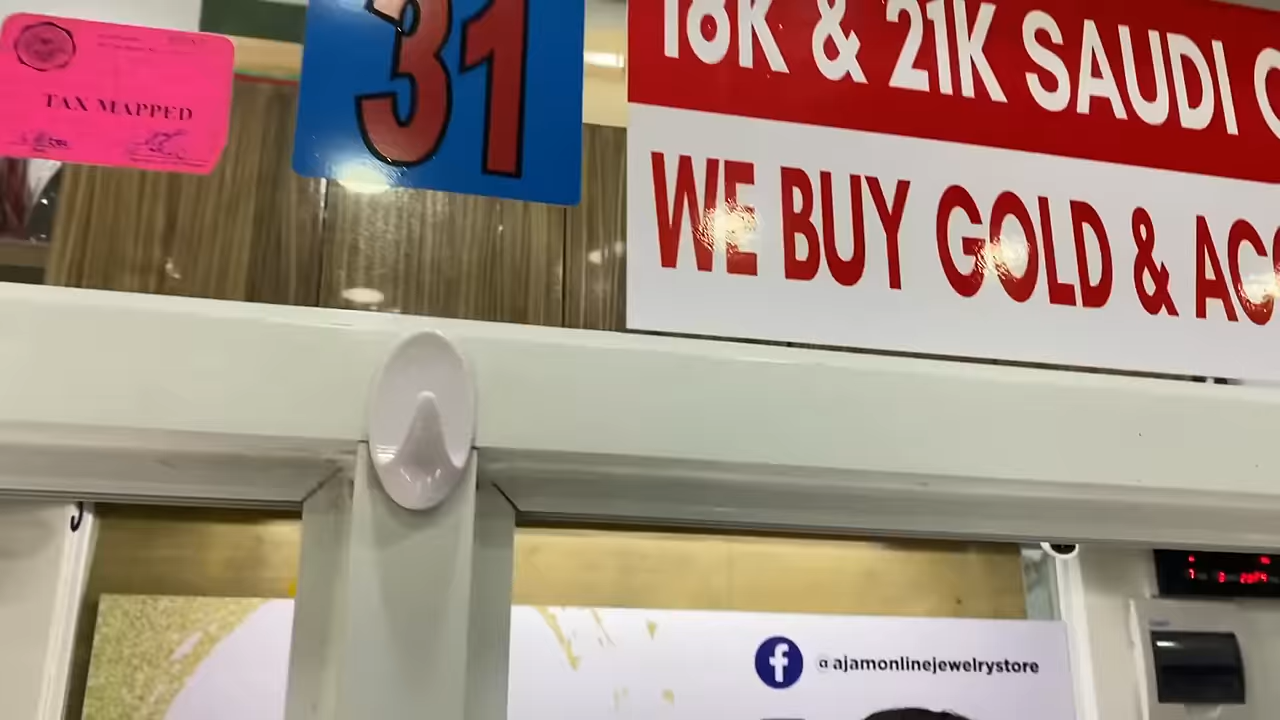 TAX MAPPED
31
18K & 21K SAUDI
WE BUY GOLD &
f @ajamonlinejewelrystore